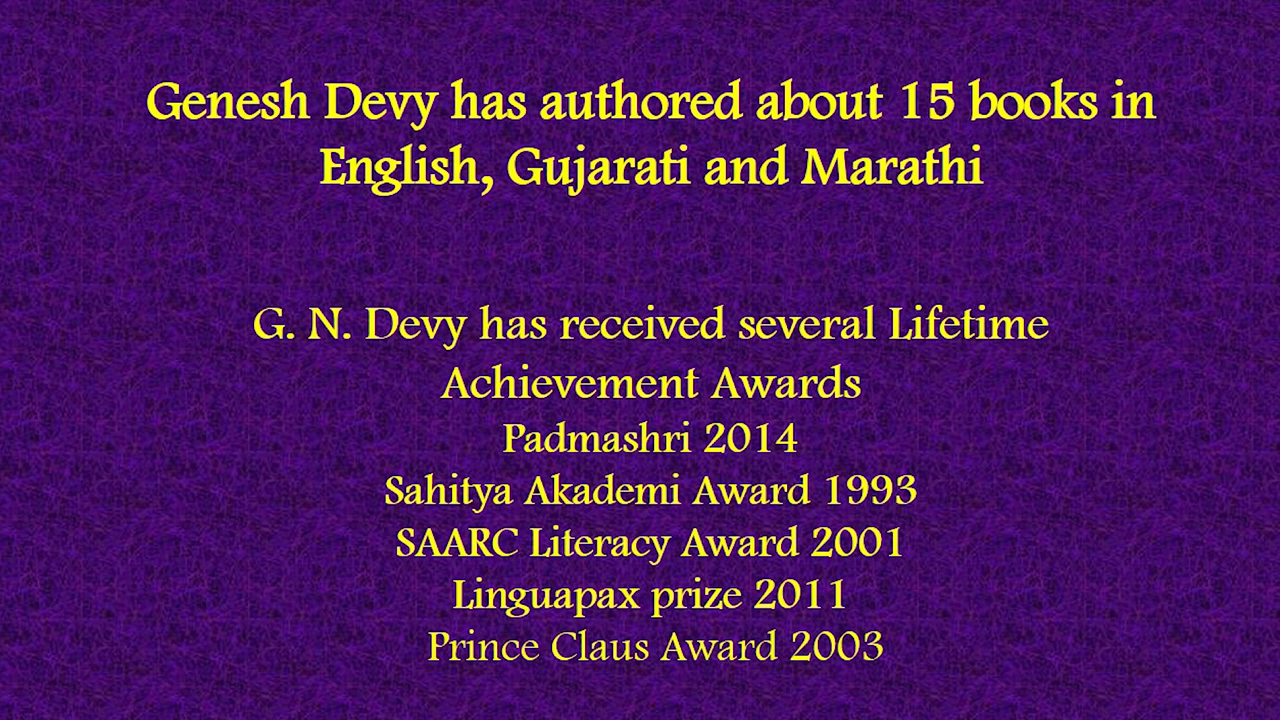 Genesh Devy has authored about 15 books in
English, Gujarati and Marathi
G. N. Devy has received several Lifetime
Achievement Awards
Padmashri 2014
Sahitya Akademi Award 1993
SAARC Literacy Award 2001
Linguapax prize 2011
Prince Claus Award 2003